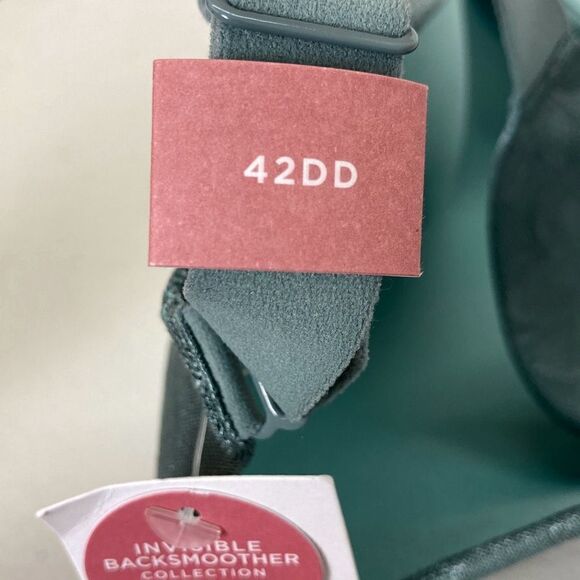 42DD
INVISIBLE
BACKSMOOTHER
COLLECTION